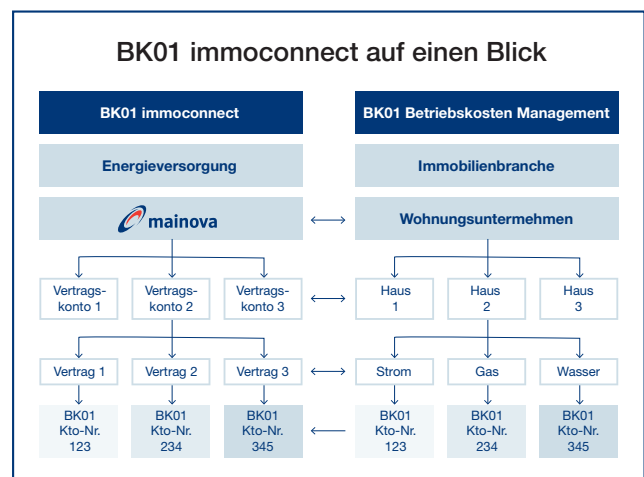 BK01 immoconnect auf einen Blick
BK01 immoconnect
BK01 Betriebskosten Management
Energieversorgung
Immobilienbranche
mainova
Wohnungsuntermehmen
Vertrags-
konto 1
Vertrags-
konto 2
Vertrags-
konto 3
Haus
1
Haus
2
Haus
3
Vertrag 1
Vertrag 2
Vertrag 3
Strom
Gas
Wasser
BK01
Kto-Nr.
123
BK01
Kto-Nr.
234
BK01
Kto-Nr.
345
BK01
Kto-Nr.
123
BK01
Kto-Nr.
234
BK01
Kto-Nr.
345